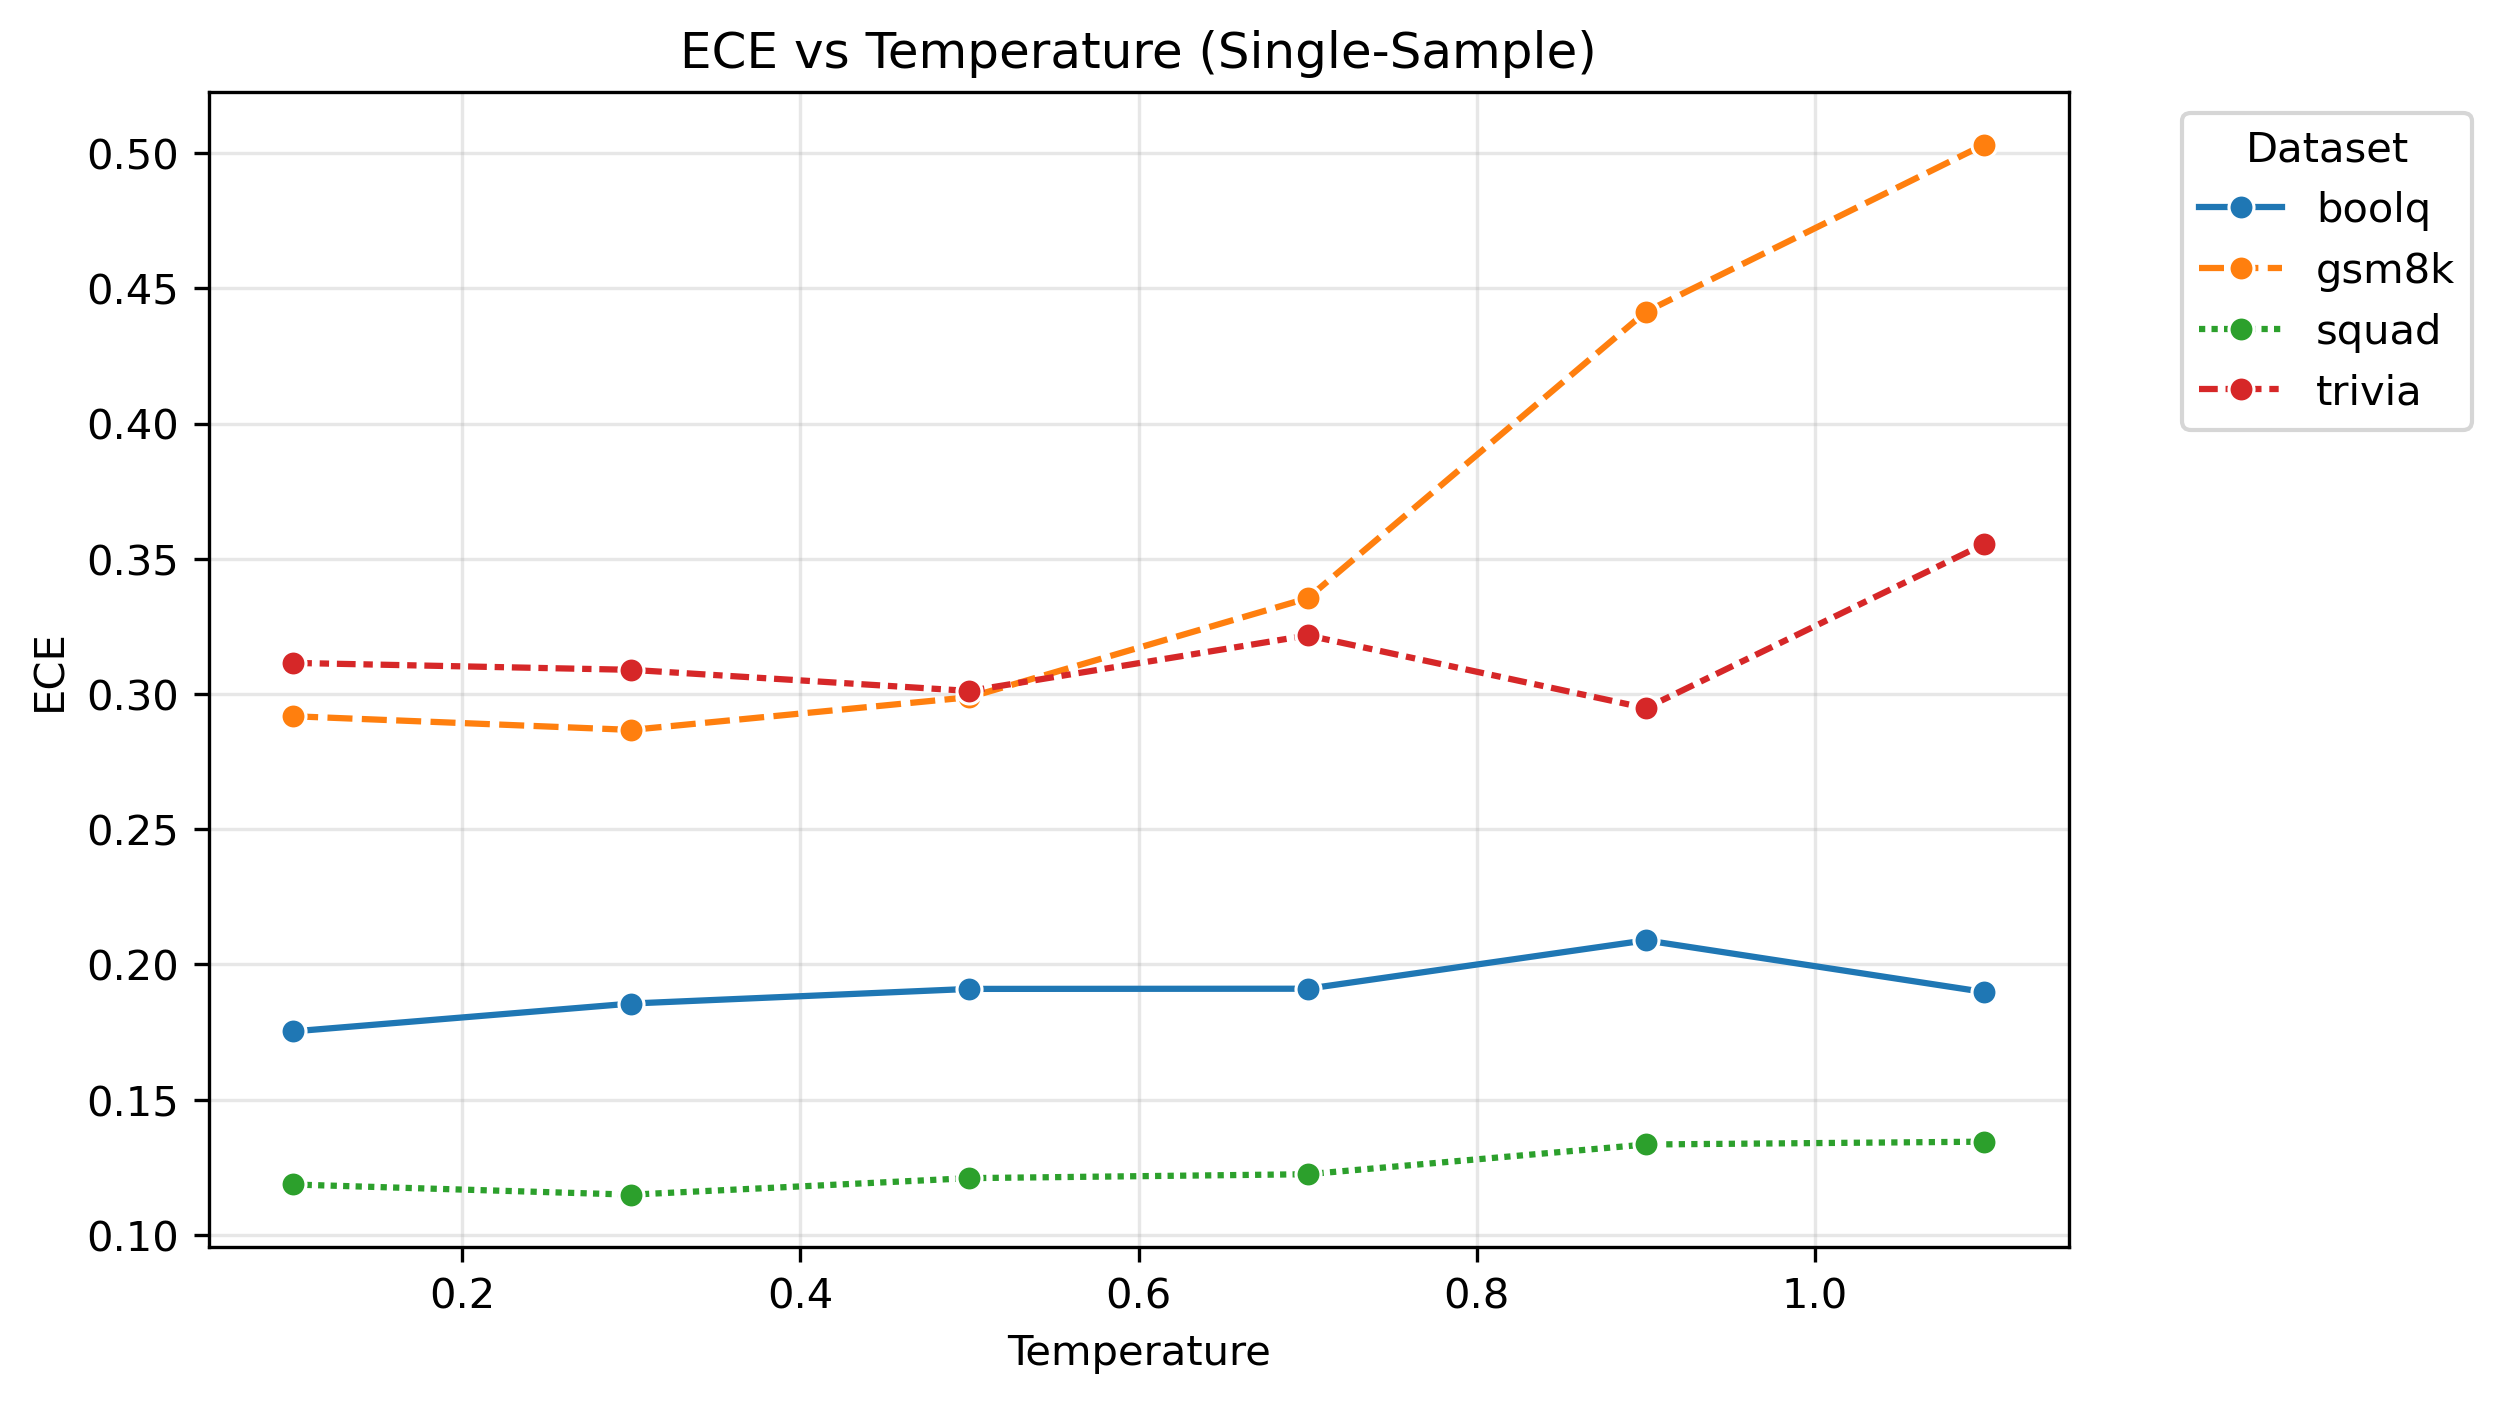 ECE vs Temperature (Single-Sample)
0.50
0.45
0.40
0.35
0.30
0.25
0.20
0.15
0.10
ECE
0.2 0.4 0.6 0.8 1.0
Temperature
Dataset
boolq
gsm8k
squad
trivia